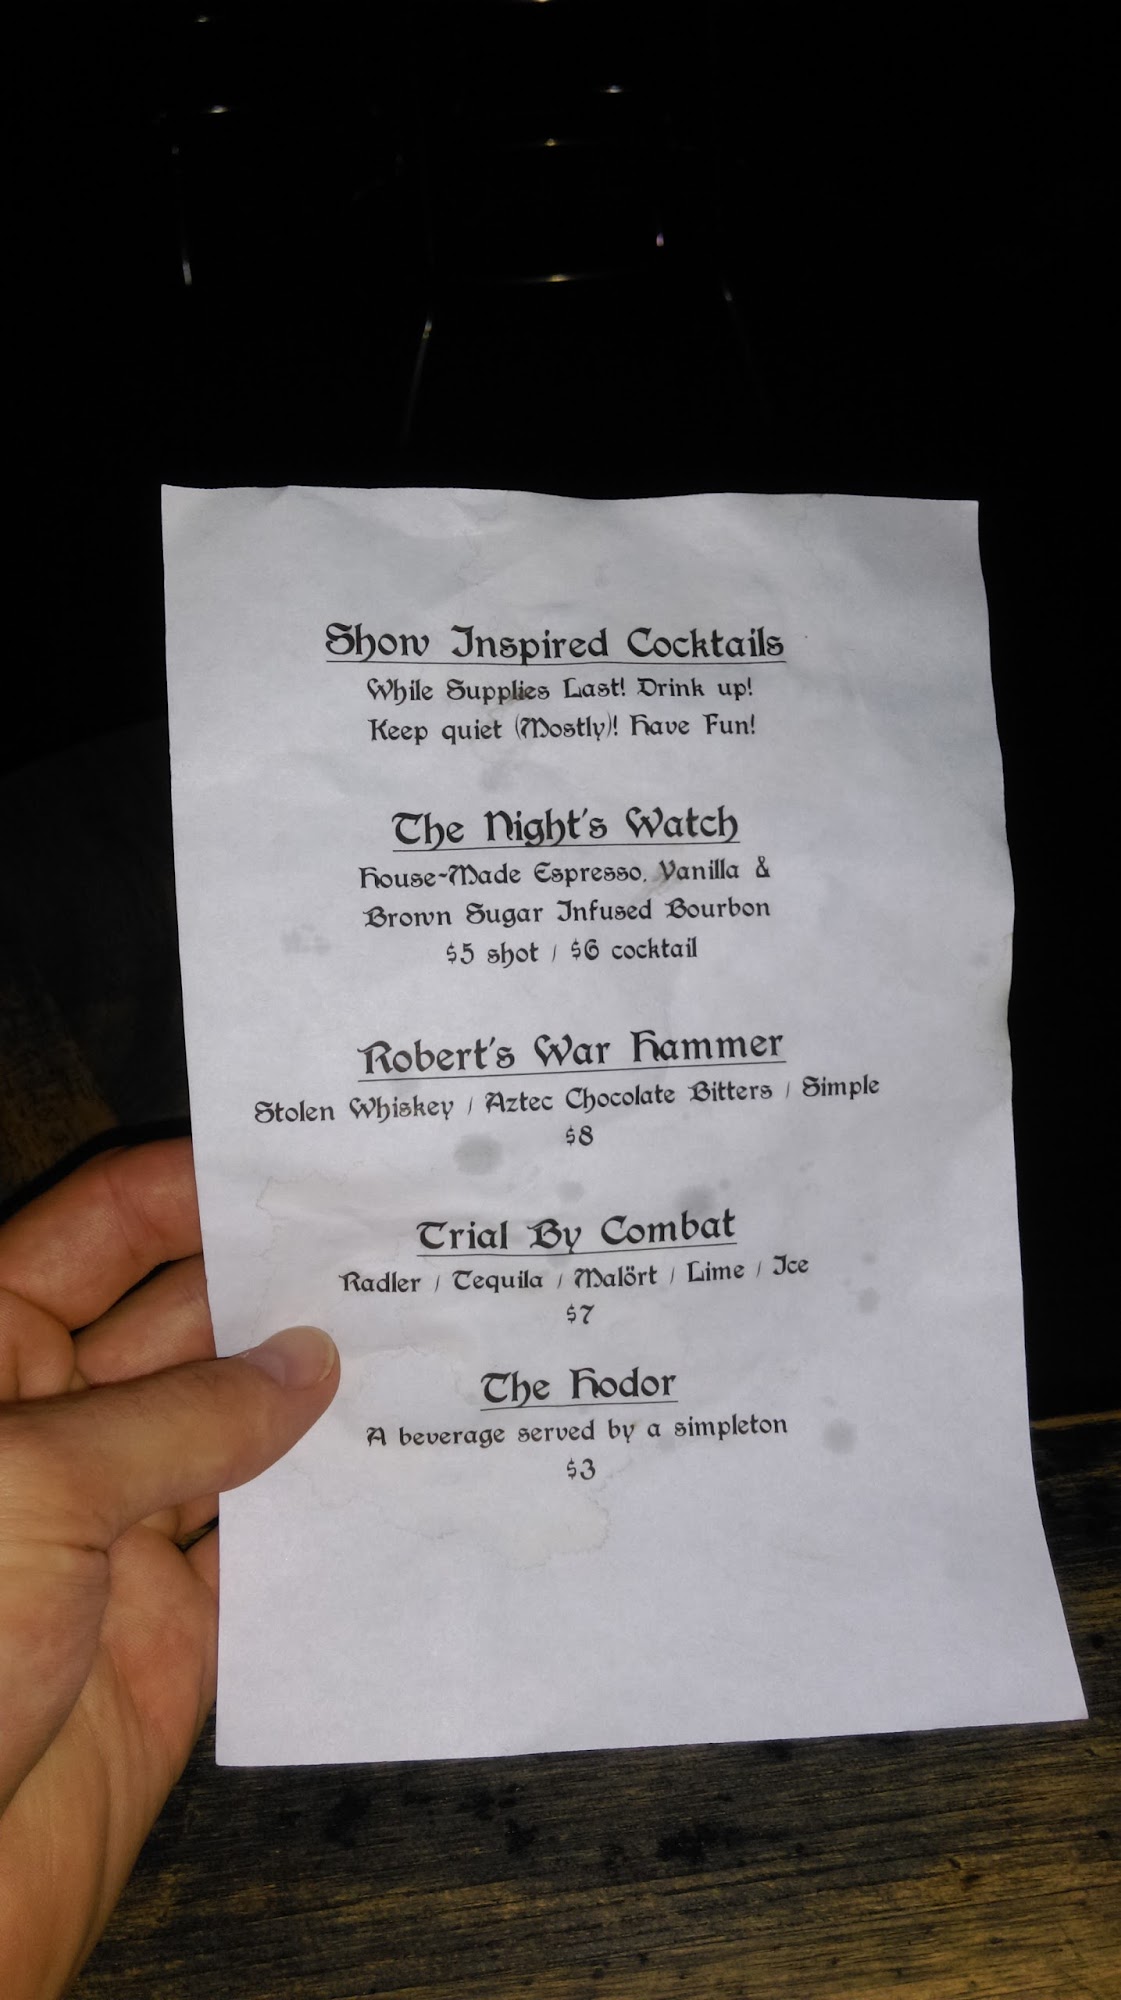 Show Inspired Cocktails
While Supplies Last! Drink up!
Keep quiet (Mostly)! Have Fun!
The Night's Watch
House-Made Espresso, Vanilla &
Brown Sugar Infused Bourbon
$5 shot / $6 cocktail
Robert's War Hammer
Stolen Whiskey / Aztec Chocolate Bitters / Simple
$8
Trial By Combat
Radler / Tequila / Malört / Lime / Ice
$7
The Hodor
A beverage served by a simpleton
$3